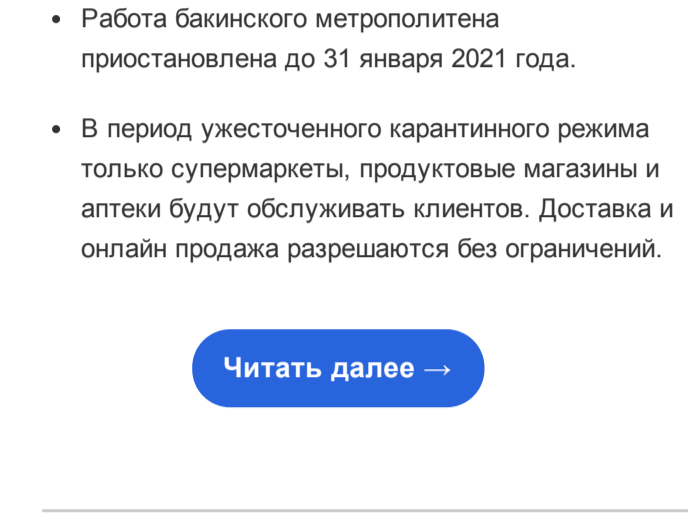 • Работа бакинского метрополитена
приостановлена до 31 января 2021 года.
• В период ужесточенного карантинного режима
только супермаркеты, продуктовые магазины и
аптеки будут обслуживать клиентов. Доставка и
онлайн продажа разрешаются без ограничений.
Читать далее →